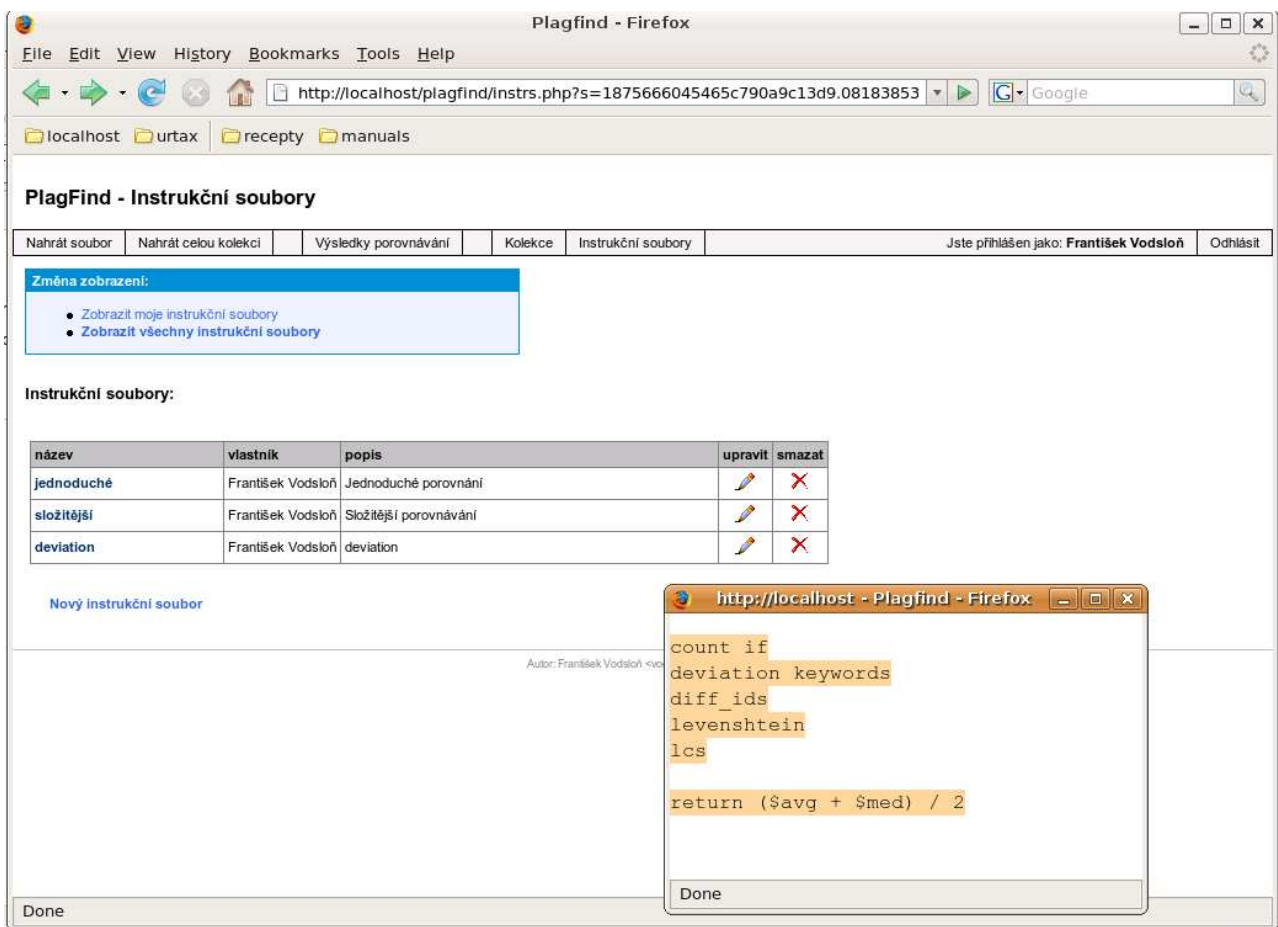 Plagfind - Firefox
File Edit View History Bookmarks Tools Help
http://localhost/plagfind/instrs.php?s=1875666045465c790a9c13d9.08183853 G Google
localhost urtax recepty manuals
PlagFind - Instrukční soubory
Nahrát soubor Nahrát celou kolekci Výsledky porovnávání Kolekce Instrukční soubory Jste přihlášen jako: František Vodsloň Odhlásit
Změna zobrazení:
Zobrazit moje instrukční soubory
Zobrazit všechny instrukční soubory
Instrukční soubory:
název vlastník popis upravit smazat
jednoduché František Vodsloň Jednoduché porovnání
složitější František Vodsloň Složitější porovnávání
deviation František Vodsloň deviation
Nový instrukční soubor
Autor: František Vodsloň
http://localhost - Plagfind - Firefox
count if
deviation keywords
diff_ids
levenshtein
lcs
return ($avg + $med) / 2
Done
Done